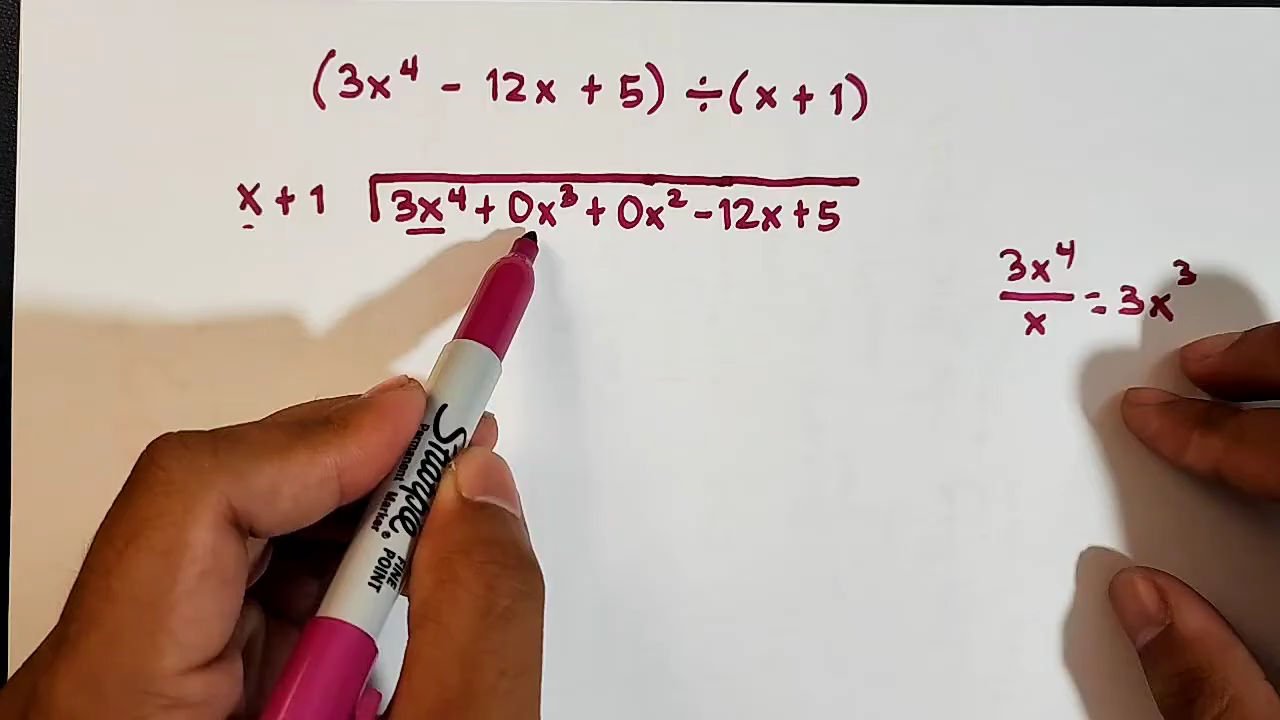 (3x⁴ - 12x + 5) ÷ (x + 1)
x + 1 3x⁴ + 0x³ + 0x² - 12x + 5
3x⁴
x
= 3x³
Sharpie
Permanent Marker
FINE POINT